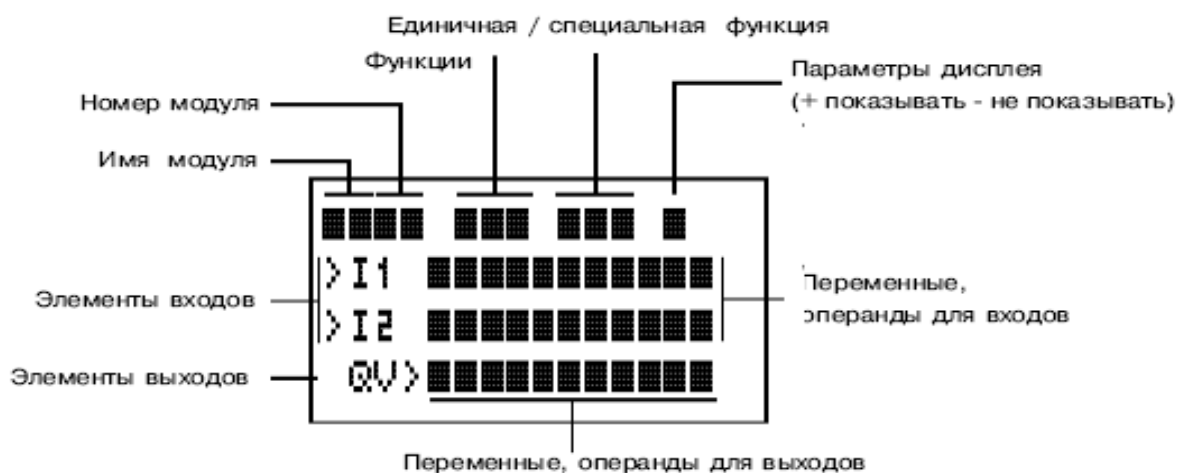 Единичная / специальная функция
Функции
Параметры дисплея
(+ показывать - не показывать)
Номер модуля
Имя модуля
>I1
>I2
QV>
Элементы входов
Переменные,
операнды для входов
Элементы выходов
Переменные, операнды для выходов